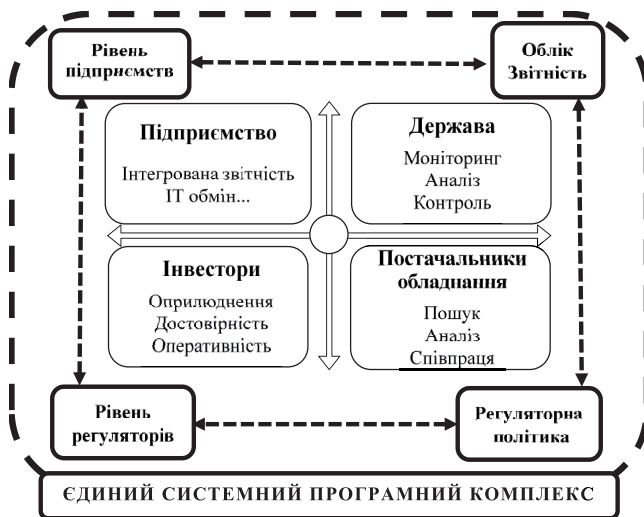 Рівень
підприємств
Облік
Звітність
Підприємство
Інтегрована звітність
ІТ обмін...
Держава
Моніторинг
Аналіз
Контроль
Інвестори
Оприлюднення
Достовірність
Оперативність
Постачальники
обладнання
Пошук
Аналіз
Співпраця
Рівень
регуляторів
Регуляторна
політика
ЄДИНИЙ СИСТЕМНИЙ ПРОГРАМНИЙ КОМПЛЕКС